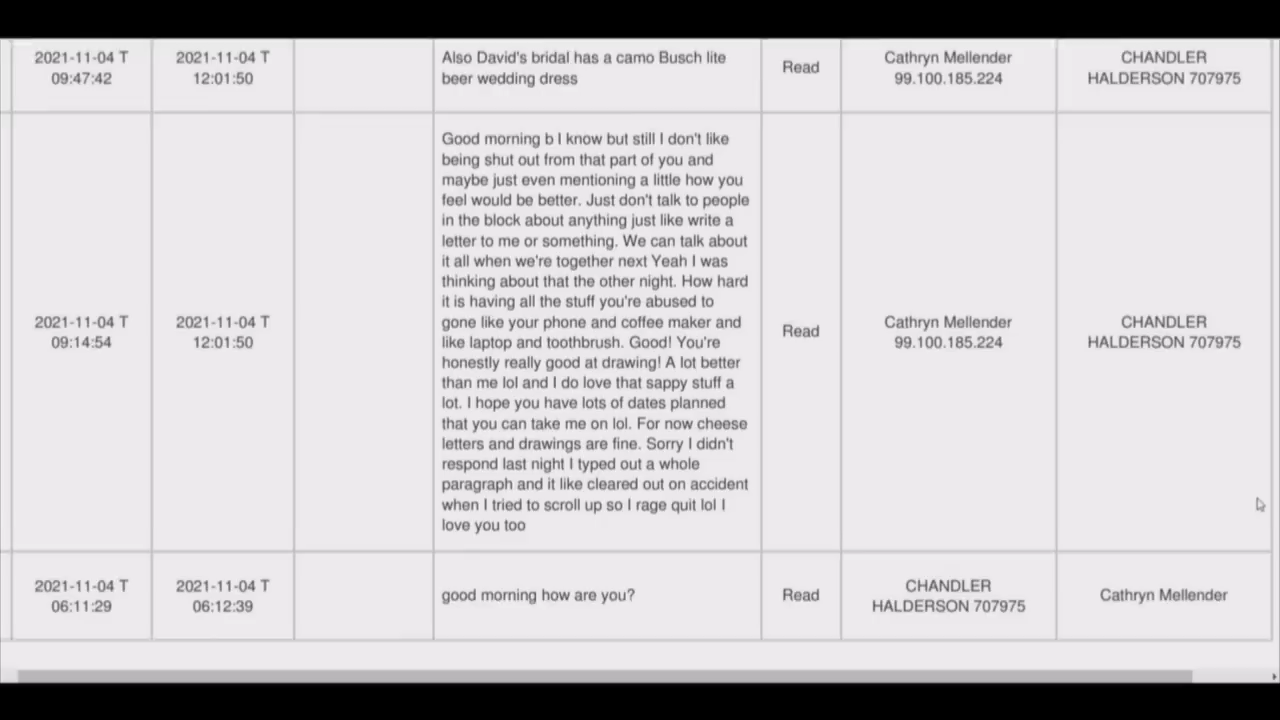 2021-11-04 T
09:47:42
2021-11-04 T
12:01:50
Also David's bridal has a camo Busch lite
beer wedding dress
Read
Cathryn Mellender
99.100.185.224
CHANDLER
HALDERSON 707975
2021-11-04 T
09:14:54
2021-11-04 T
12:01:50
Good morning b I know but still I don't like
being shut out from that part of you and
maybe just even mentioning a little how you
feel would be better. Just don't talk to people
in the block about anything just like write a
letter to me or something. We can talk about
it all when we're together next Yeah I was
thinking about that the other night. How hard
it is having all the stuff you're abused to
gone like your phone and coffee maker and
like laptop and toothbrush. Good! You're
honestly really good at drawing! A lot better
than me lol and I do love that sappy stuff a
lot. I hope you have lots of dates planned
that you can take me on lol. For now cheese
letters and drawings are fine. Sorry I didn't
respond last night I typed out a whole
paragraph and it like cleared out on accident
when I tried to scroll up so I rage quit lol I
love you too
Read
Cathryn Mellender
99.100.185.224
CHANDLER
HALDERSON 707975
2021-11-04 T
06:11:29
2021-11-04 T
06:12:39
good morning how are you?
Read
CHANDLER
HALDERSON 707975
Cathryn Mellender